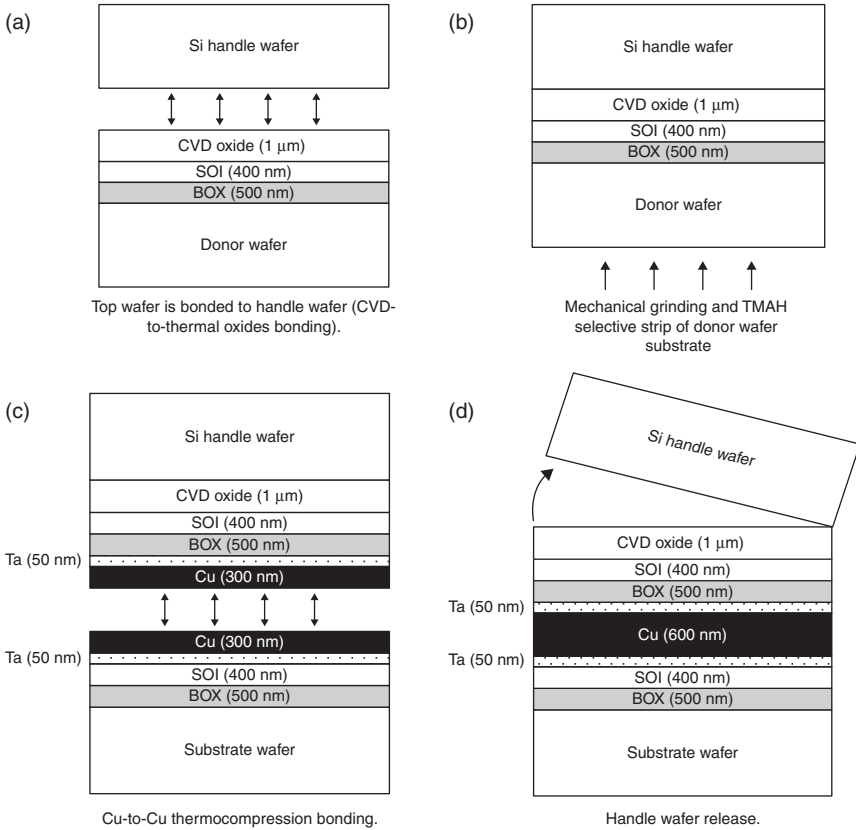 (a)
Si handle wafer
CVD oxide (1 μm)
SOI (400 nm)
BOX (500 nm)
Donor wafer
Top wafer is bonded to handle wafer (CVD-
to-thermal oxides bonding).
(b)
Si handle wafer
CVD oxide (1 μm)
SOI (400 nm)
BOX (500 nm)
Donor wafer
Mechanical grinding and TMAH
selective strip of donor wafer
substrate
(c)
Si handle wafer
CVD oxide (1 μm)
SOI (400 nm)
BOX (500 nm)
Ta (50 nm)
Cu (300 nm)
Cu (300 nm)
Ta (50 nm)
SOI (400 nm)
BOX (500 nm)
Substrate wafer
Cu-to-Cu thermocompression bonding.
(d)
Si handle wafer
CVD oxide (1 μm)
SOI (400 nm)
BOX (500 nm)
Ta (50 nm)
Cu (600 nm)
Ta (50 nm)
SOI (400 nm)
BOX (500 nm)
Substrate wafer
Handle wafer release.